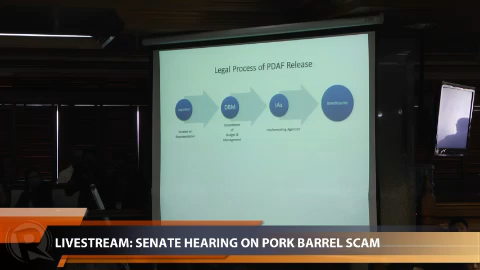 Legal Process of PDAF Release
DBM
IAs
Beneficiaries
Department
of
Budget &
Management
Implementing Agencies
LIVESTREAM: SENATE HEARING ON PORK BARREL SCAM